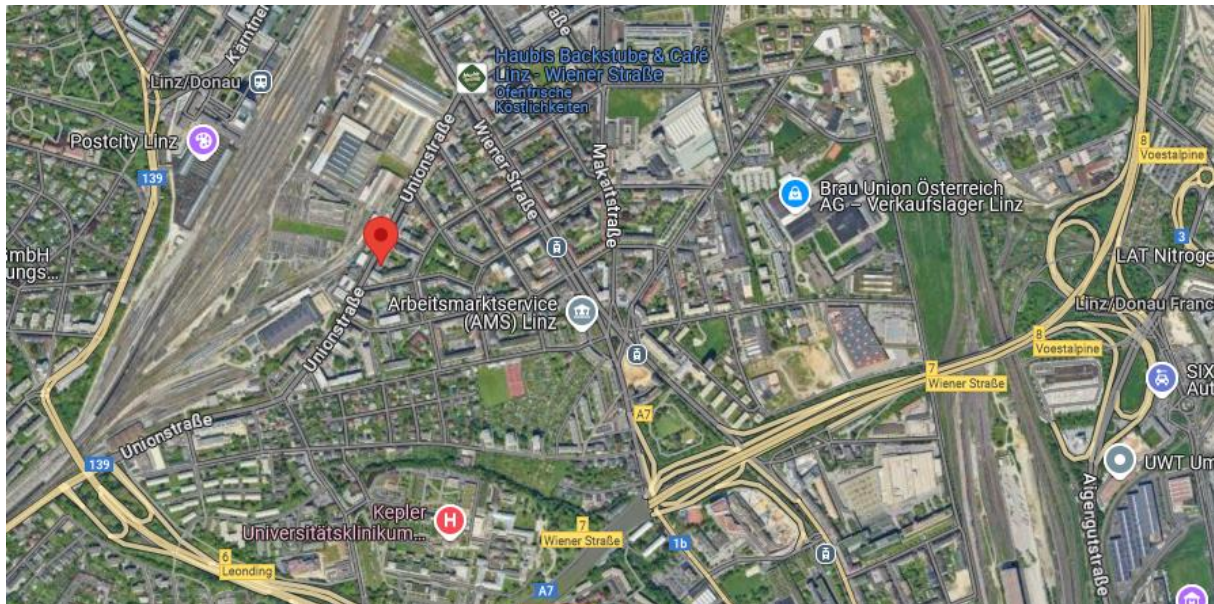 Kärntner
Linz/Donau
Postcity Linz
139
Haubis Backstube & Café
Linz - Wiener Straße
Ofenfrische
Köstlichkeiten
Unionstraße
Wiener Straße
Makartstraße
Brau Union Österreich
AG – Verkaufslager Linz
8
Voestalpine
3
LAT Nitroge
Linz/Donau Franc
GmbH
ungs...
Unionstraße
Arbeitsmarktservice
(AMS) Linz
8
Voestalpine
7
Wiener Straße
SIX
Aut
A7
Unionstraße
139
UWT Um
Aigengutstraße
Kepler
Universitätsklinikum...
H
7
Wiener Straße
1b
6
Leonding
A7